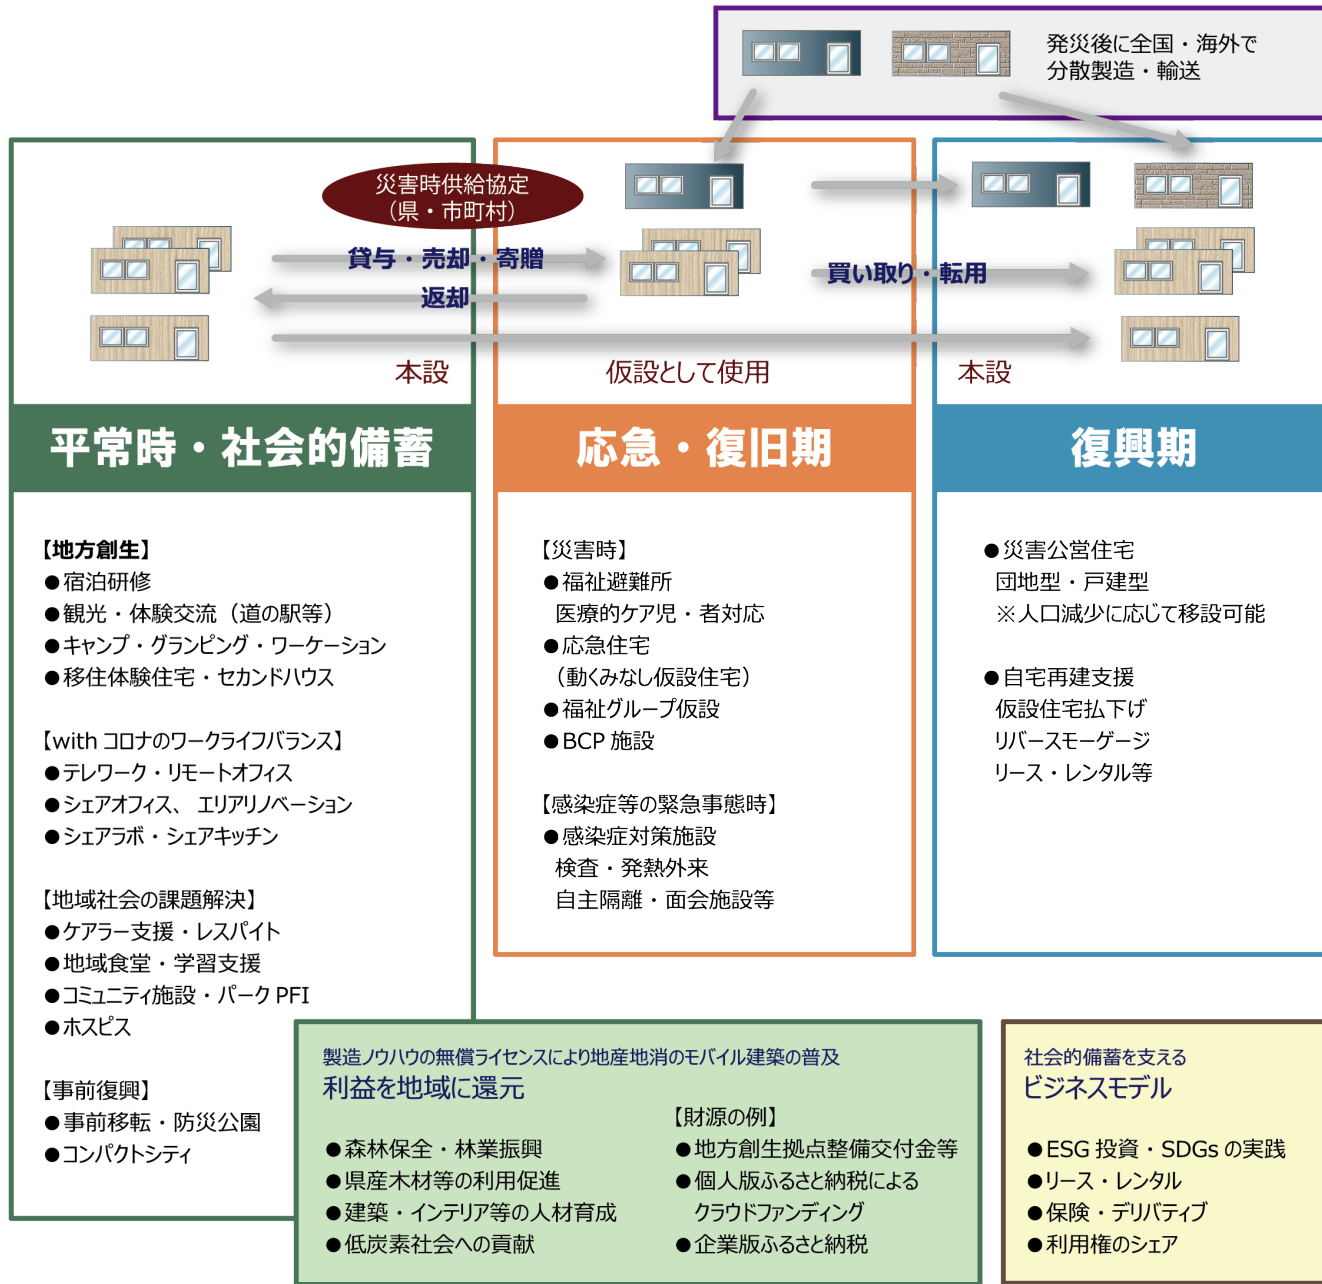 発災後に全国・海外で
分散製造・輸送
災害時供給協定
（県・市町村）
貸与・売却・寄贈
返却
買い取り・転用
本設
仮設として使用
本設
平常時・社会的備蓄
【地方創生】
●宿泊研修
●観光・体験交流（道の駅等）
●キャンプ・グランピング・ワーケーション
●移住体験住宅・セカンドハウス
【with コロナのワークライフバランス】
●テレワーク・リモートオフィス
●シェアオフィス、エリアリノベーション
●シェアラボ・シェアキッチン
【地域社会の課題解決】
●ケアラー支援・レスパイト
●地域食堂・学習支援
●コミュニティ施設・パーク PFI
●ホスピス
【事前復興】
●事前移転・防災公園
●コンパクトシティ
応急・復旧期
【災害時】
●福祉避難所
医療的ケア児・者対応
●応急住宅
（動くみなし仮設住宅）
●福祉グループ仮設
●BCP 施設
【感染症等の緊急事態時】
●感染症対策施設
検査・発熱外来
自主隔離・面会施設等
復興期
●災害公営住宅
団地型・戸建型
※人口減少に応じて移設可能
●自宅再建支援
仮設住宅払下げ
リバースモーゲージ
リース・レンタル等
製造ノウハウの無償ライセンスにより地産地消のモバイル建築の普及
利益を地域に還元
●森林保全・林業振興
●県産木材等の利用促進
●建築・インテリア等の人材育成
●低炭素社会への貢献
【財源の例】
●地方創生拠点整備交付金等
●個人版ふるさと納税による
クラウドファンディング
●企業版ふるさと納税
社会的備蓄を支える
ビジネスモデル
●ESG 投資・SDGs の実践
●リース・レンタル
●保険・デリバティブ
●利用権のシェア